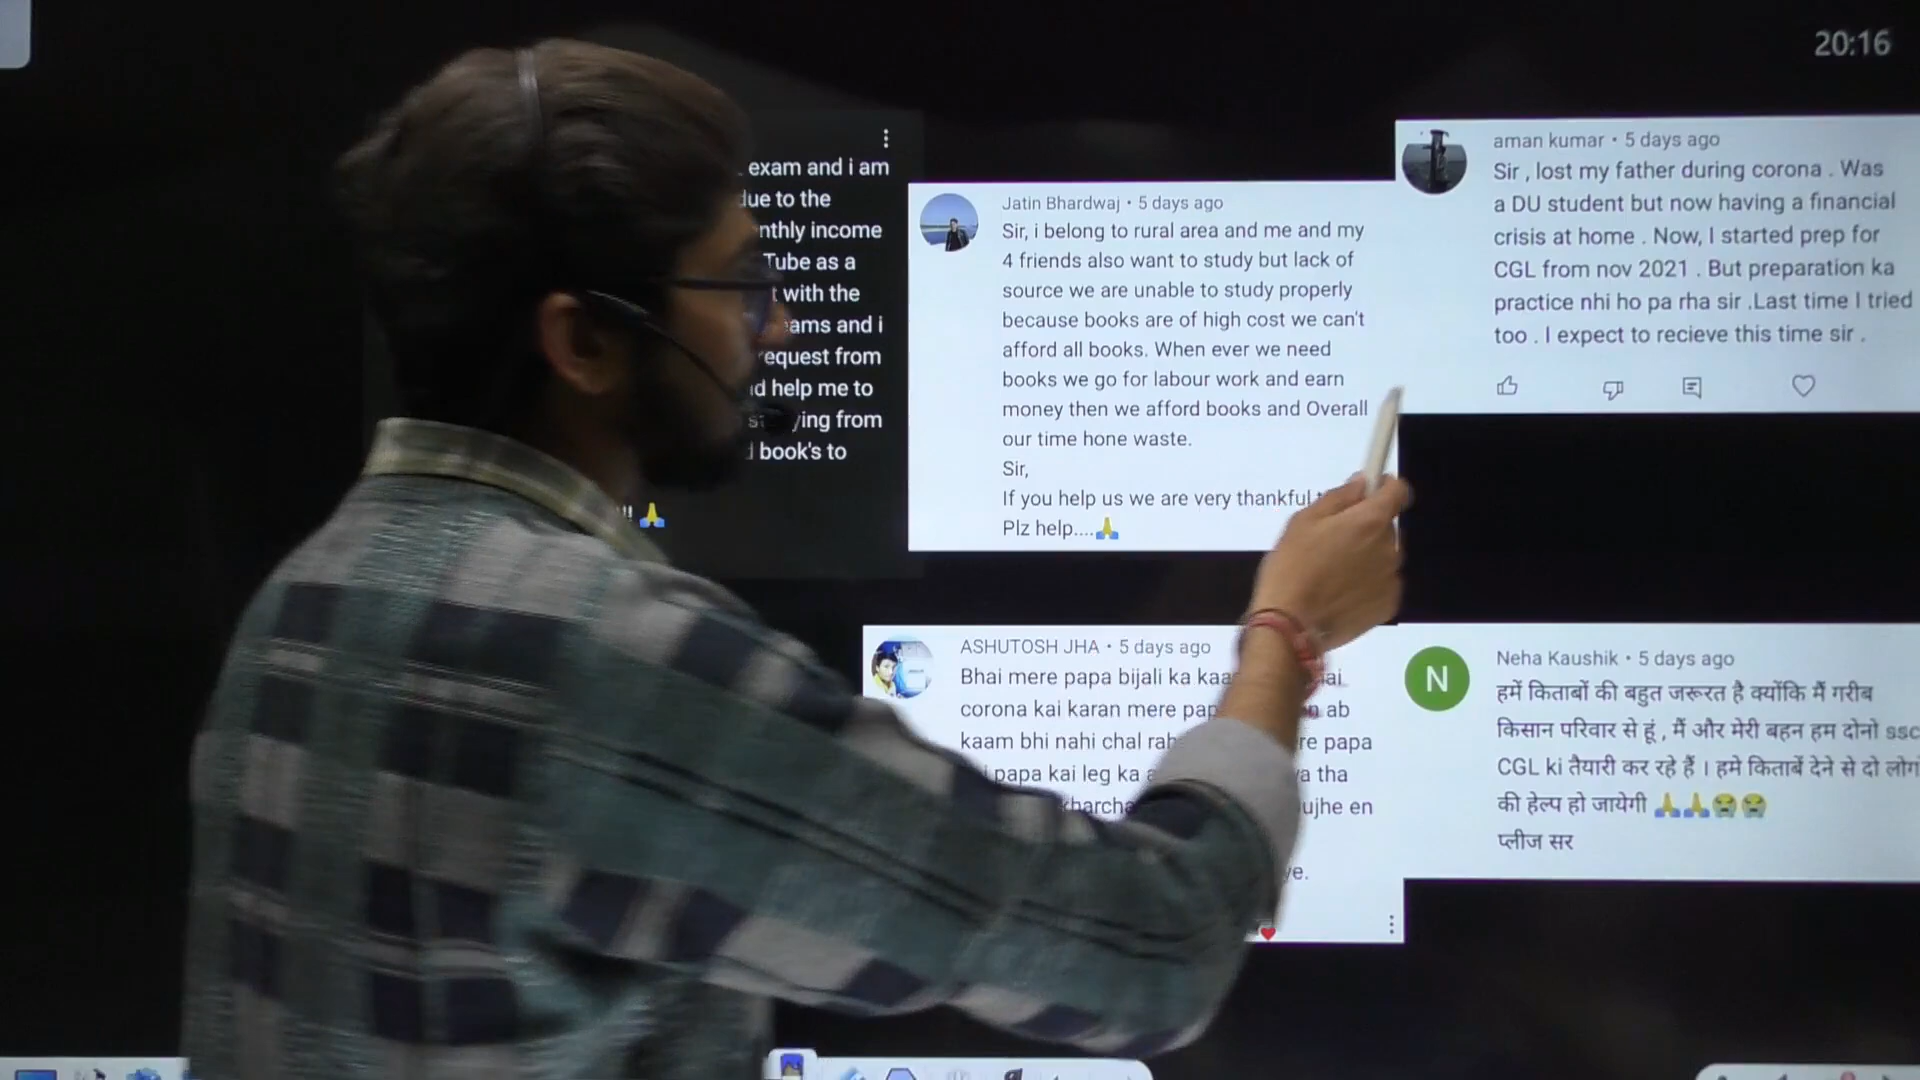 20:16
exam and i am
due to the
nthly income
Tube as a
with the
ams and i
equest from
help me to
ying from
book's to
!! 🙏
Jatin Bhardwaj • 5 days ago
Sir, i belong to rural area and me and my
4 friends also want to study but lack of
source we are unable to study properly
because books are of high cost we can't
afford all books. When ever we need
books we go for labour work and earn
money then we afford books and Overall
our time hone waste.
Sir,
If you help us we are very thankful
Plz help....🙏
aman kumar • 5 days ago
Sir , lost my father during corona . Was
a DU student but now having a financial
crisis at home . Now, I started prep for
CGL from nov 2021 . But preparation ka
practice nhi ho pa rha sir .Last time I tried
too . I expect to recieve this time sir .
ASHUTOSH JHA • 5 days ago
Bhai mere papa bijali ka kaa
corona kai karan mere pap ab
kaam bhi nahi chal rah re papa
papa kai leg ka a tha
kharcha ujhe en
ye.
❤
N
Neha Kaushik • 5 days ago
हमें किताबों की बहुत जरूरत है क्योंकि मैं गरीब
किसान परिवार से हूं , मैं और मेरी बहन हम दोनो ssc
CGL ki तैयारी कर रहे हैं । हमे किताबें देने से दो लोग
की हेल्प हो जायेगी 🙏🙏😭😭
प्लीज सर